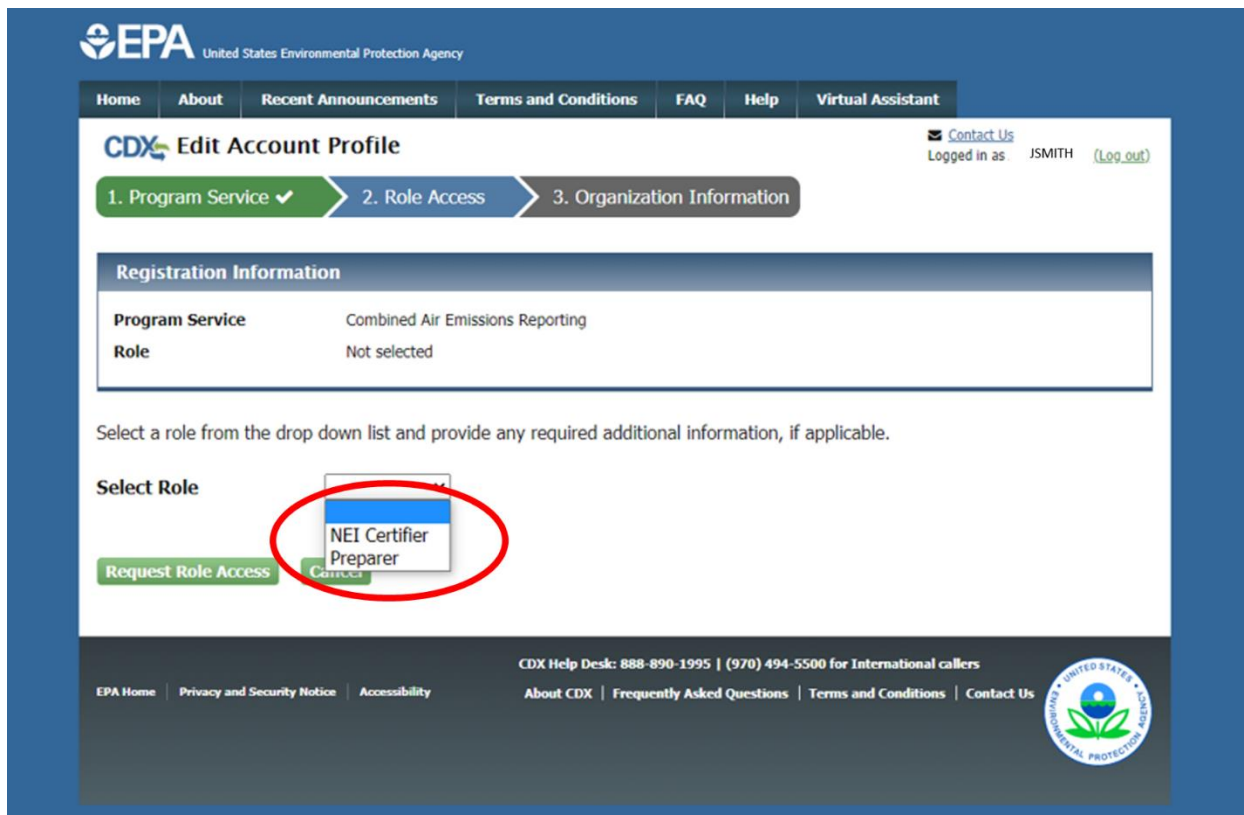 EPA United States Environmental Protection Agency
Home About Recent Announcements Terms and Conditions FAQ Help Virtual Assistant
CDX Edit Account Profile
Contact Us
Logged in as JSMITH (Log out)
1. Program Service ✔ 2. Role Access 3. Organization Information
Registration Information
Program Service Combined Air Emissions Reporting
Role Not selected
Select a role from the drop down list and provide any required additional information, if applicable.
Select Role
NEI Certifier
Preparer
Request Role Access Cancel
CDX Help Desk: 888-890-1995 | (970) 494-5500 for International callers
EPA Home | Privacy and Security Notice | Accessibility About CDX | Frequently Asked Questions | Terms and Conditions | Contact Us
UNITED STATES ENVIRONMENTAL PROTECTION AGENCY